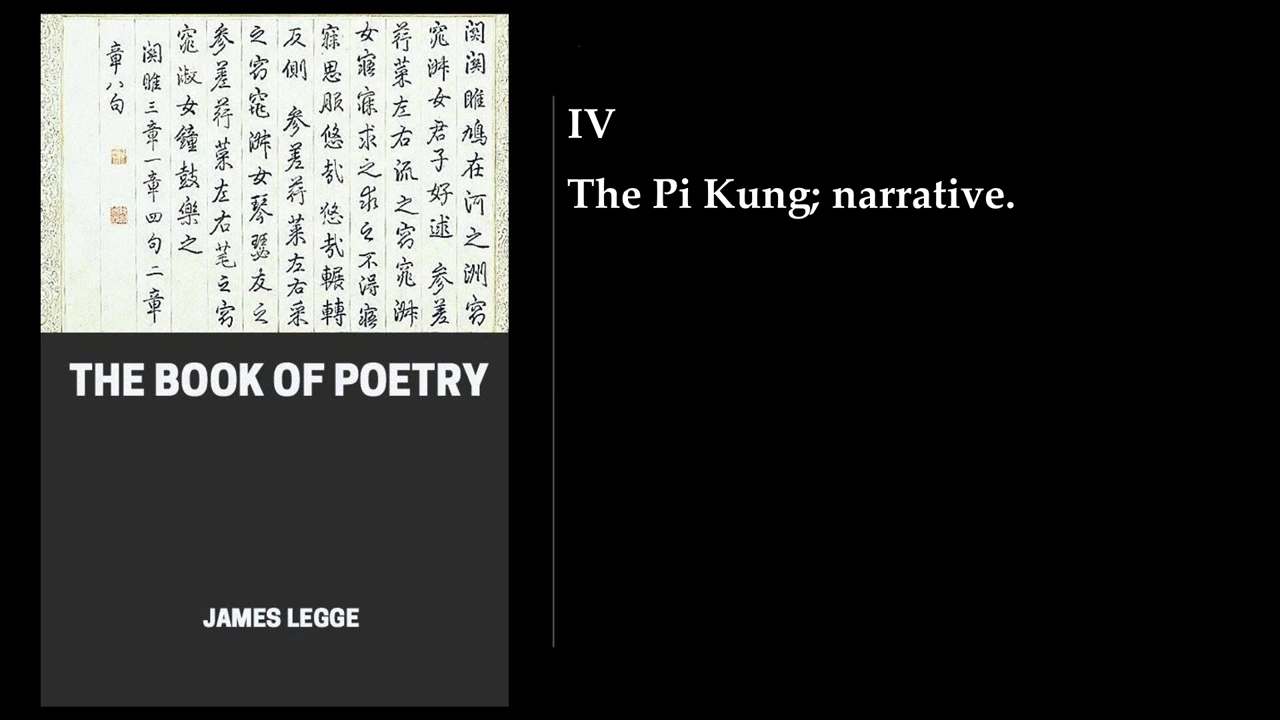 關關雎鳩在河之洲窈
窕淑女君子好逑 參差
荇菜左右流之窈窕淑
女寤寐求之求之不得寤
寐思服悠哉悠哉輾轉
反側 參差荇菜左右采
之窈窕淑女琴瑟友之
參差荇菜左右芼之窈
窕淑女鐘鼓樂之
關雎三章一章四句二章
章八句
THE BOOK OF POETRY
JAMES LEGGE
IV
The Pi Kung; narrative.